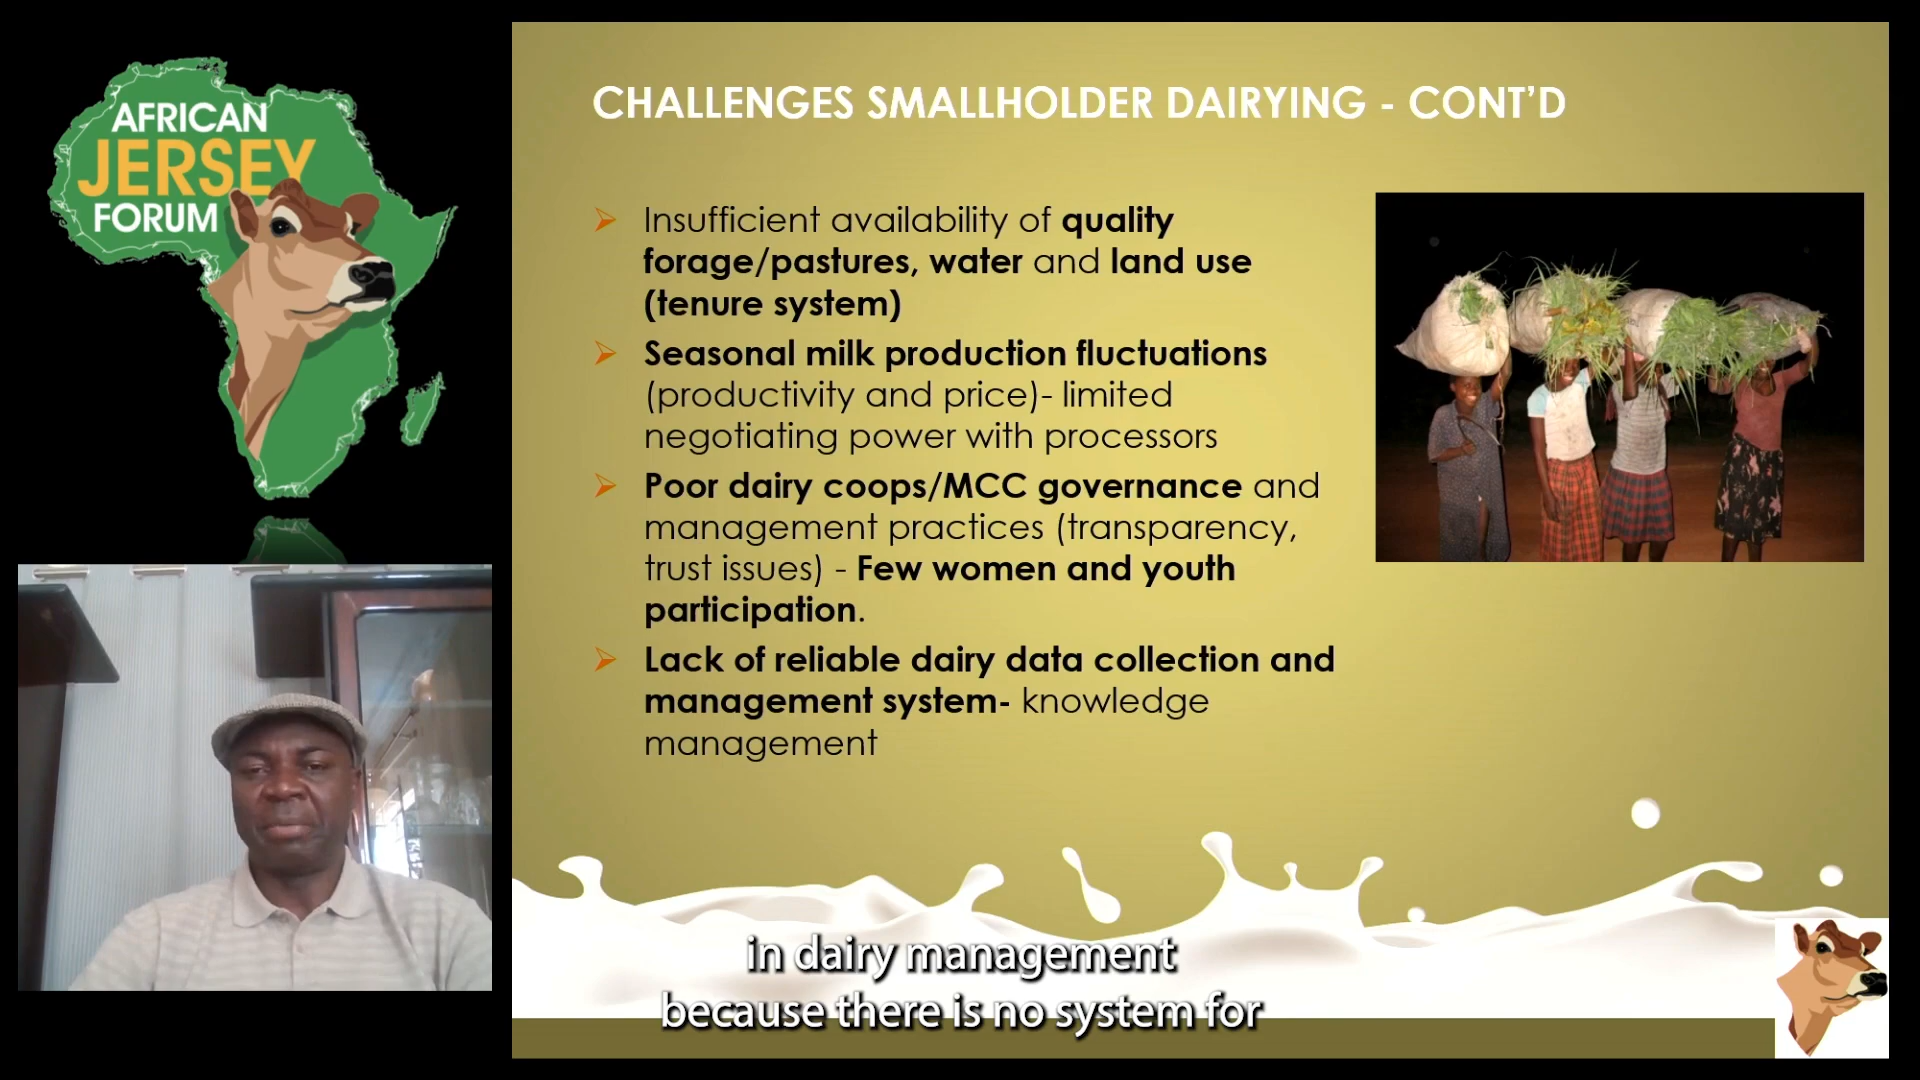 AFRICAN
JERSEY
FORUM
CHALLENGES SMALLHOLDER DAIRYING - CONT’D
Insufficient availability of quality
forage/pastures, water and land use
(tenure system)
Seasonal milk production fluctuations
(productivity and price)- limited
negotiating power with processors
Poor dairy coops/MCC governance and
management practices (transparency,
trust issues) - Few women and youth
participation.
Lack of reliable dairy data collection and
management system- knowledge
management
in dairy management
because there is no system for